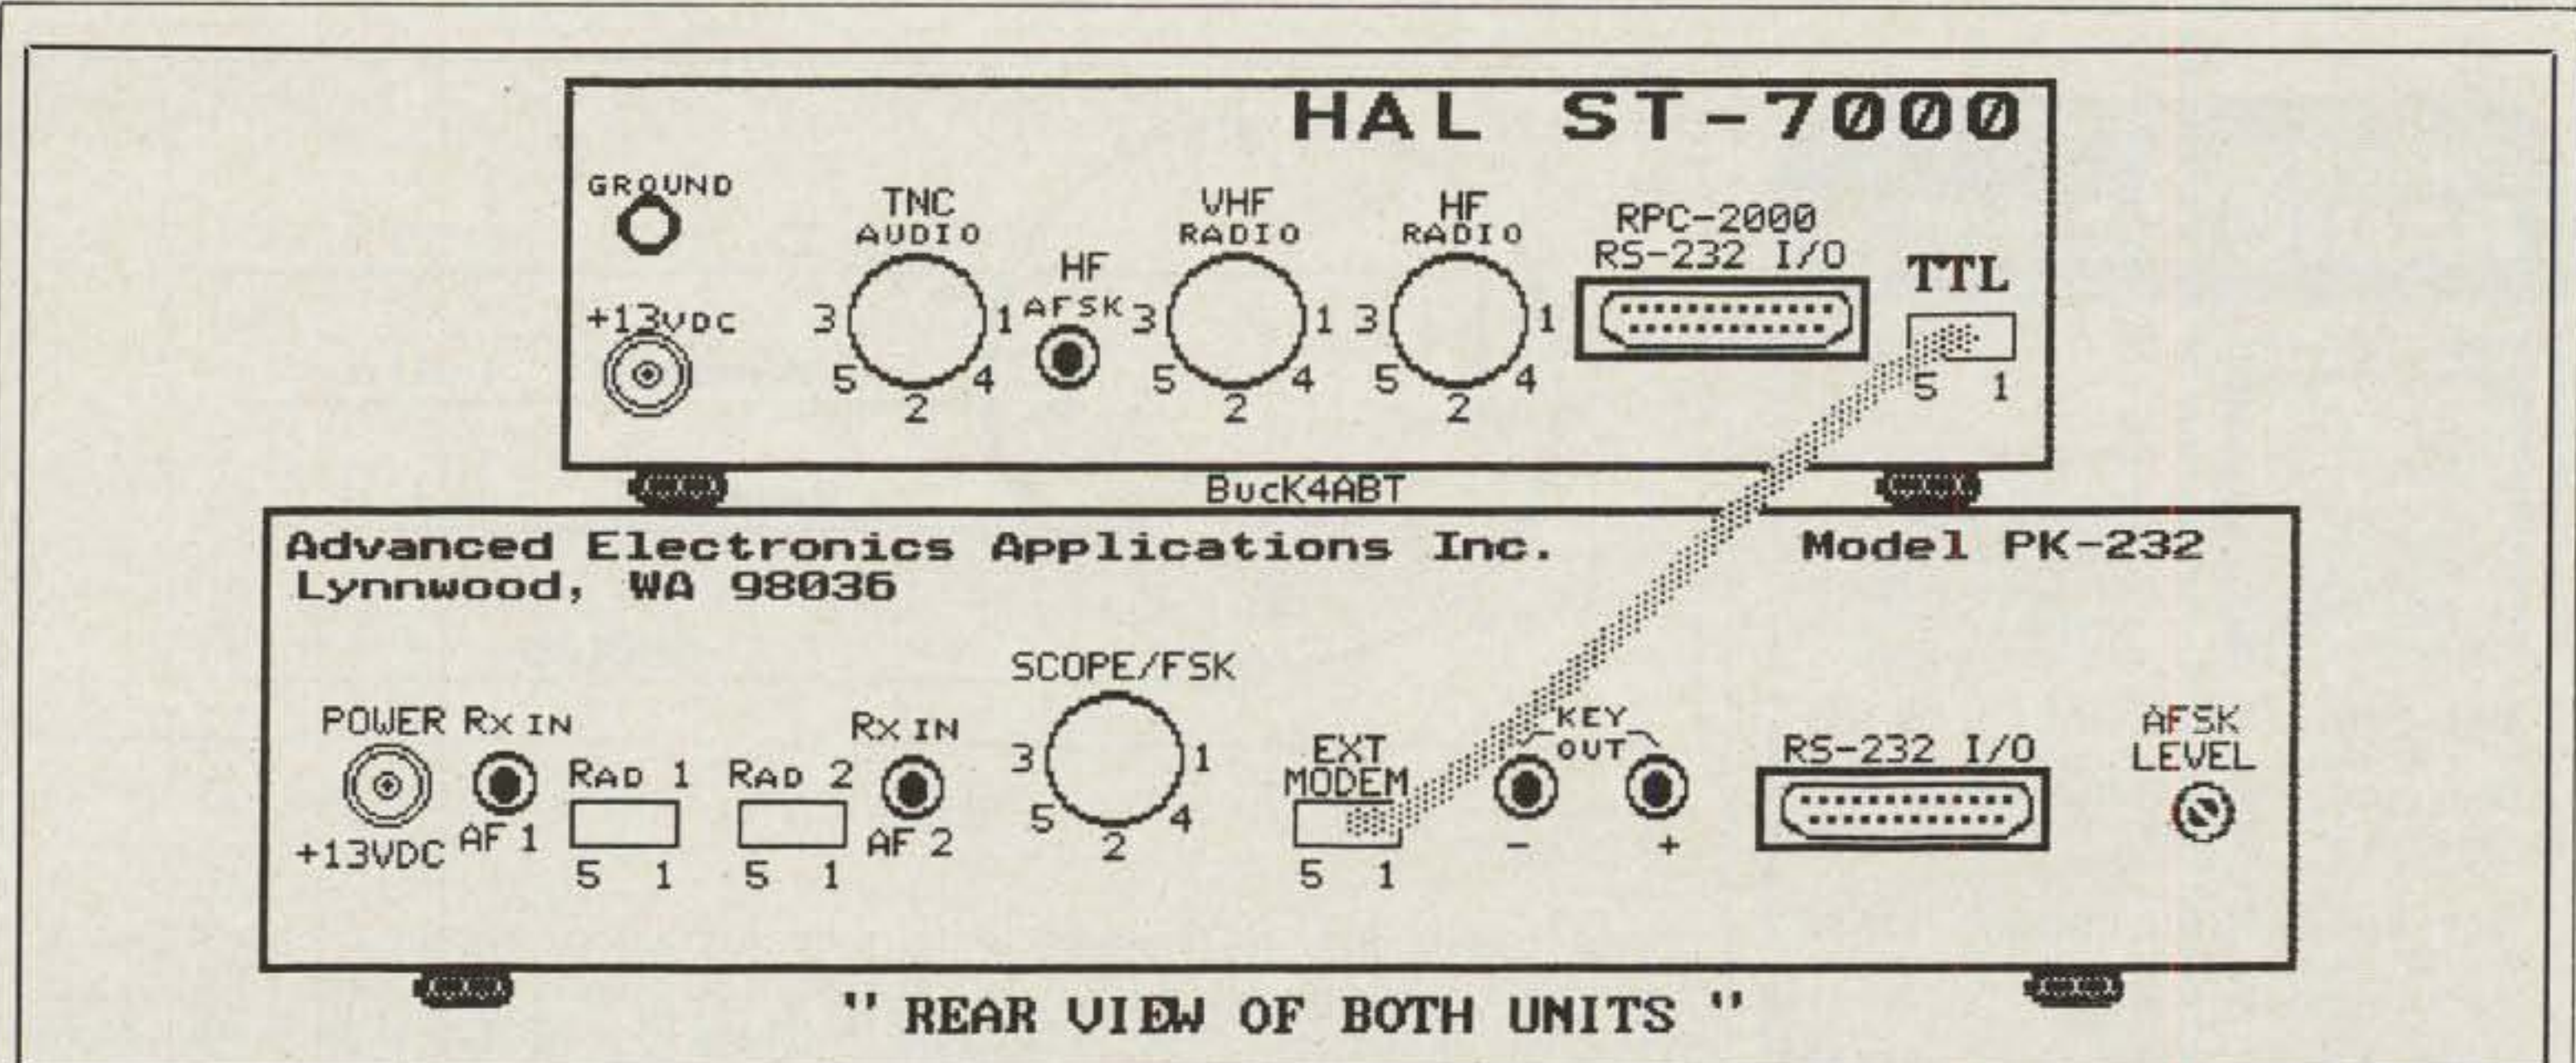 HAL ST-7000
GROUND
TNC
AUDIO
VHF
RADIO
HF
RADIO
RPC-2000
RS-232 I/O
TTL
HF
AFSK
+13VDC
3 1
5 4
2
3 1
5 4
2
3 1
5 4
2
5 1
BucK4ABT
Advanced Electronics Applications Inc.
Model PK-232
Lynnwood, WA 98036
SCOPE/FSK
POWER
+13VDC
RX IN
AF 1
RAD 1
5 1
RAD 2
5 1
RX IN
AF 2
3 1
5 4
2
EXT
MODEM
5 1
KEY
OUT
- +
RS-232 I/O
AFSK
LEVEL
" REAR VIEW OF BOTH UNITS "